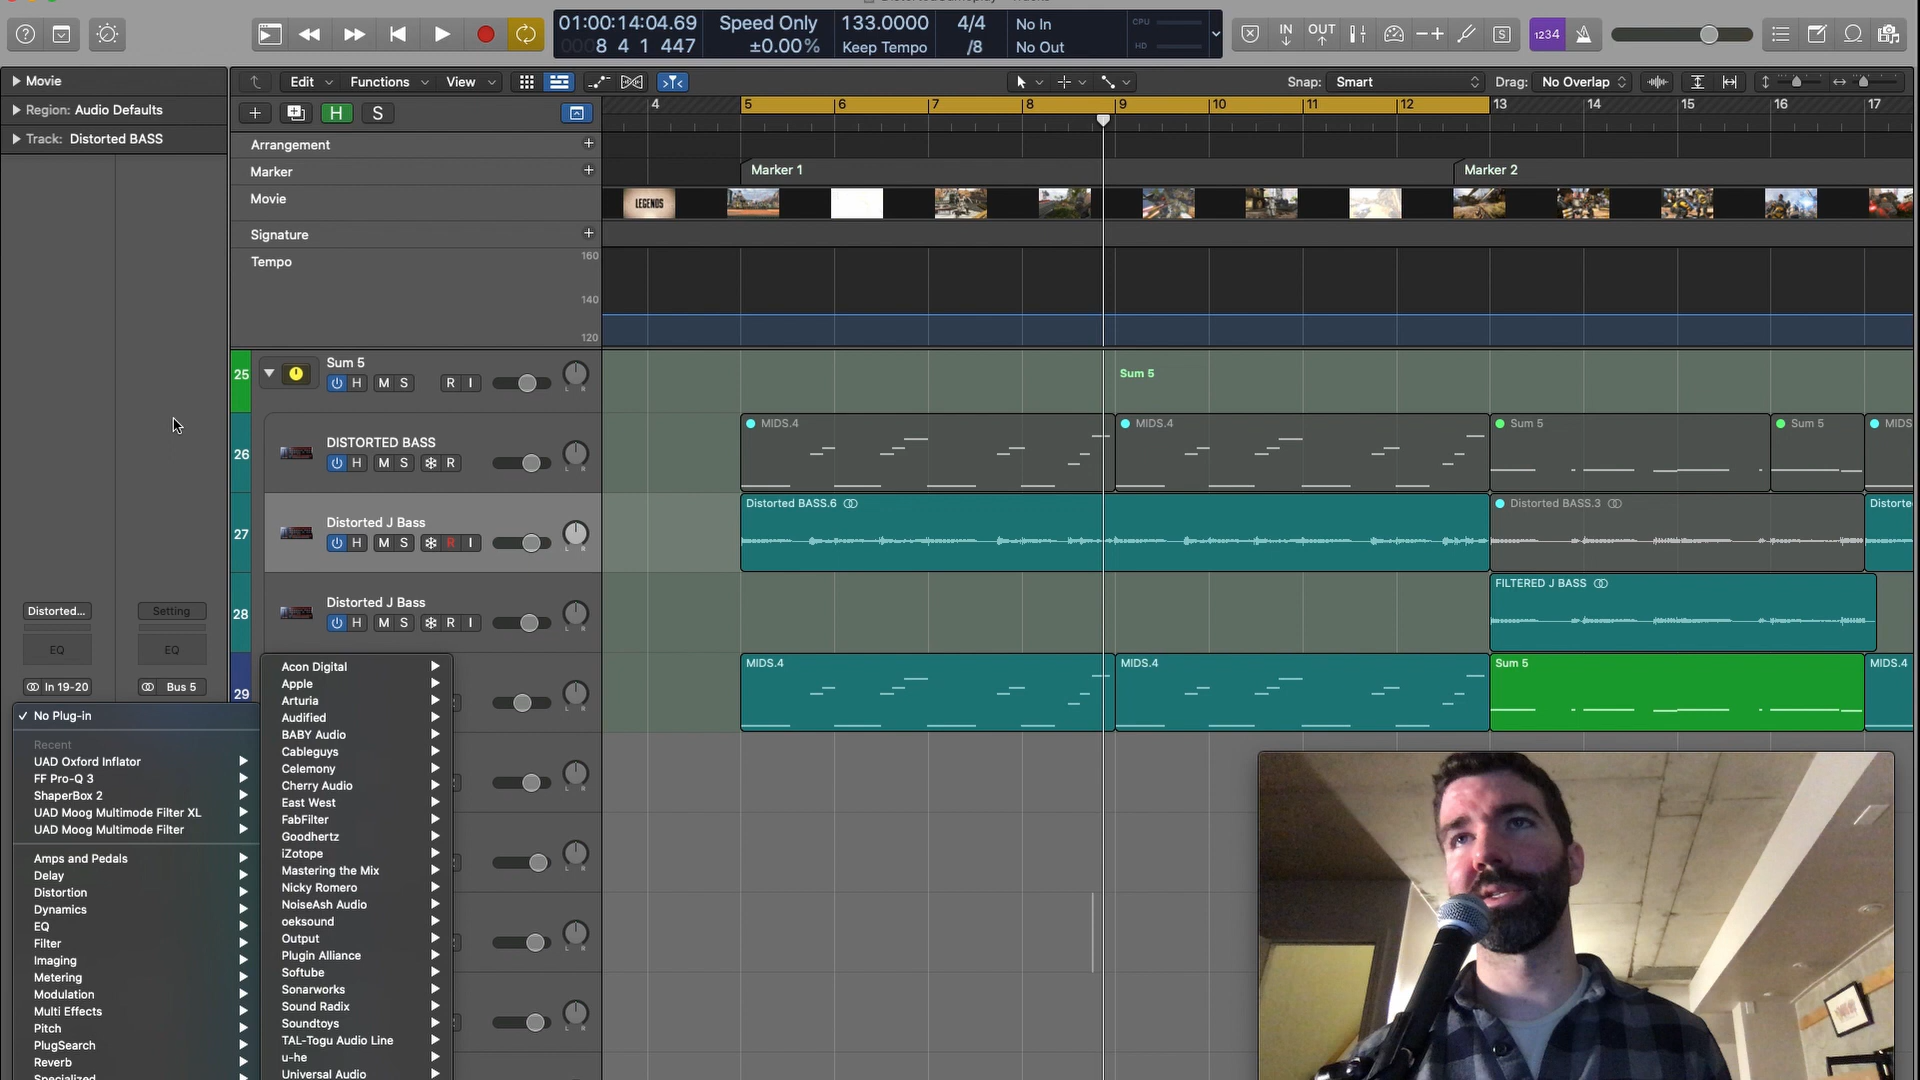 01:00:14:04.69
0008 4 1 447
Speed Only
±0.00%
133.0000
Keep Tempo
4/4
/8
No In
No Out
CPU
HD
IN
OUT
S
1234
Movie
Region: Audio Defaults
Track: Distorted BASS
Edit
Functions
View
Snap: Smart
Drag: No Overlap
H
S
4
5
6
7
8
9
10
11
12
13
14
15
16
17
Arrangement
Marker
Marker 1
Marker 2
Movie
LEGENDS
Signature
Tempo
160
140
120
25
Sum 5
H M S R I
L R
Sum 5
26
DISTORTED BASS
H M S R
L R
MIDS.4
MIDS.4
Sum 5
Sum 5
MIDS
27
Distorted J Bass
H M S R I
L R
Distorted BASS.6
Distorted BASS.3
Distorte
28
Distorted J Bass
H M S R I
L R
FILTERED J BASS
29
MIDS.4
MIDS.4
Sum 5
MIDS.4
Distorted...
Setting
EQ
EQ
In 19-20
Bus 5
✓ No Plug-in
Recent
UAD Oxford Inflator
FF Pro-Q 3
ShaperBox 2
UAD Moog Multimode Filter XL
UAD Moog Multimode Filter
Amps and Pedals
Delay
Distortion
Dynamics
EQ
Filter
Imaging
Metering
Modulation
Multi Effects
Pitch
PlugSearch
Reverb
Specialized
Acon Digital
Apple
Arturia
Audified
BABY Audio
Cableguys
Celemony
Cherry Audio
East West
FabFilter
Goodhertz
iZotope
Mastering the Mix
Nicky Romero
NoiseAsh Audio
oeksound
Output
Plugin Alliance
Softube
Sonarworks
Sound Radix
Soundtoys
TAL-Togu Audio Line
u-he
Universal Audio